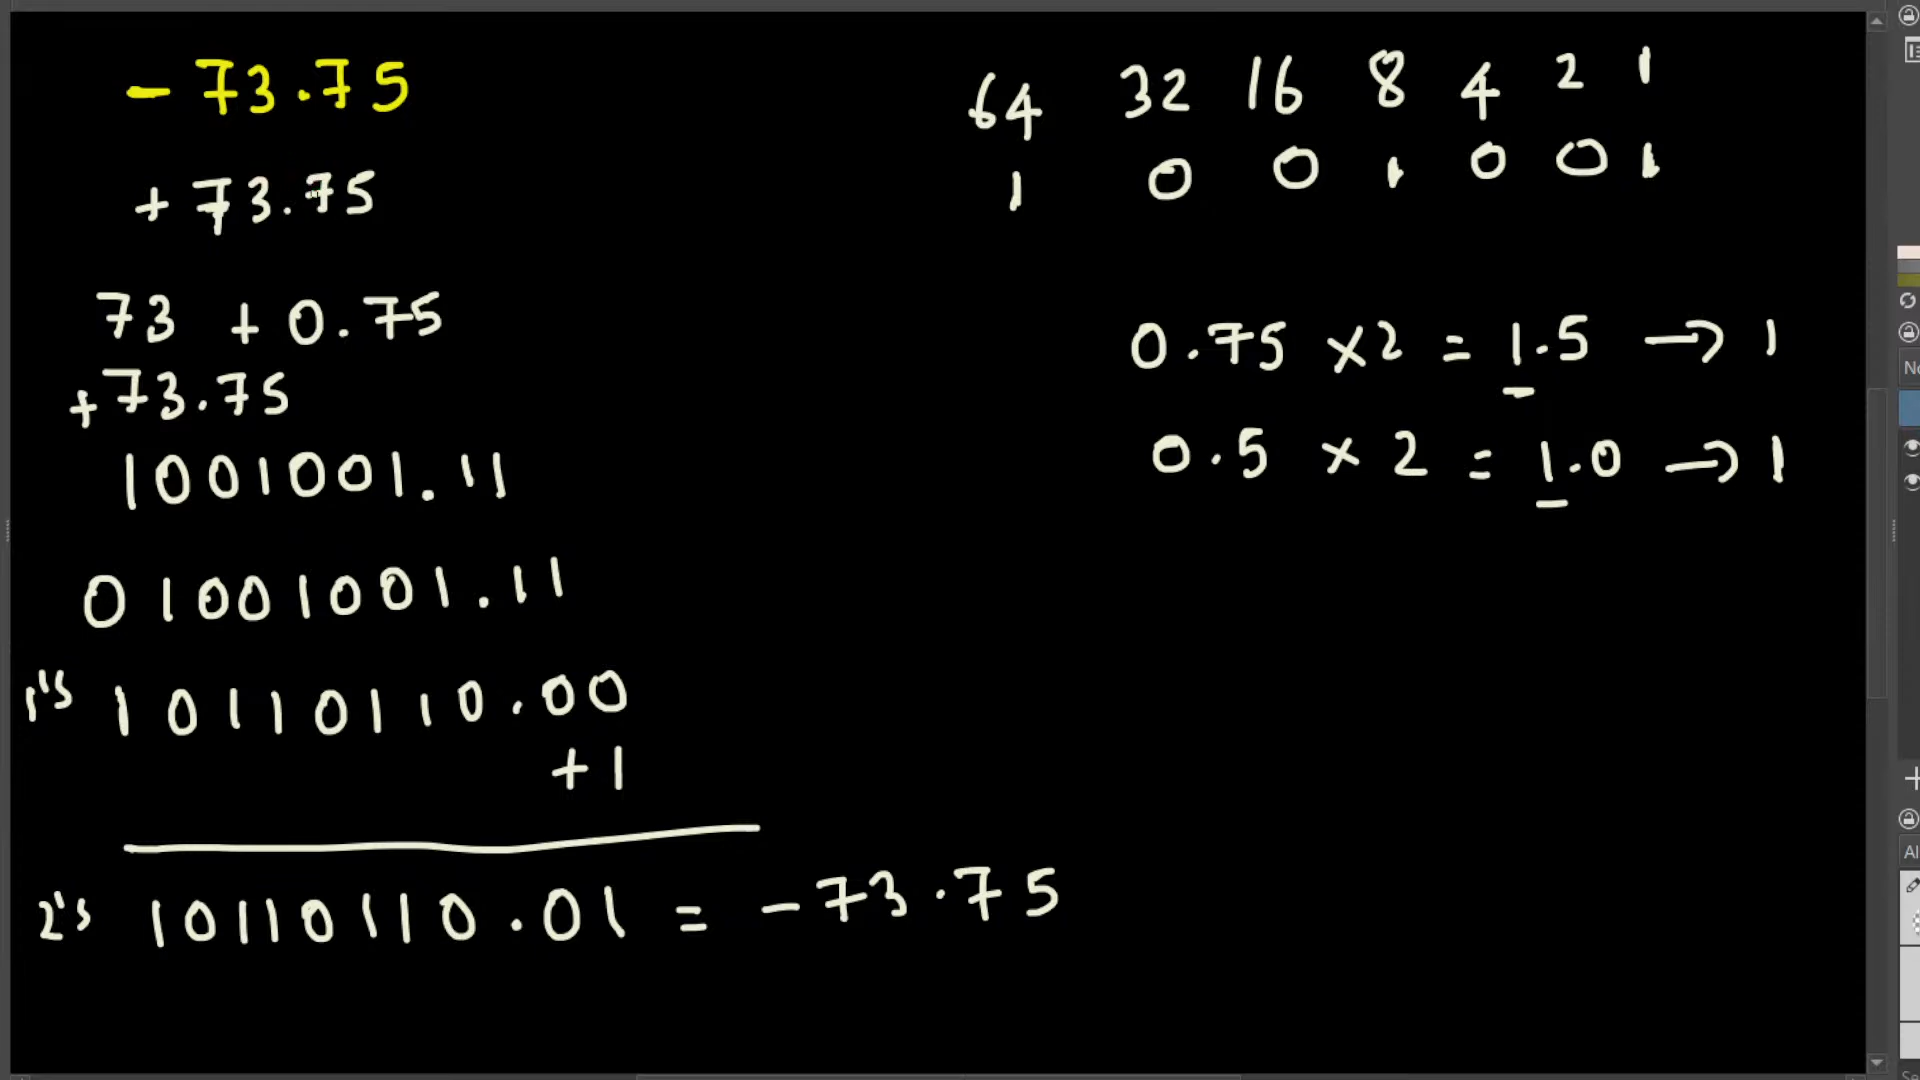 - 73.75
+ 73.75
73 + 0.75
+73.75
1001001.11
01001001.11
1's 10110110.00
+1
2's 10110110.01 = -73.75
64 32 16 8 4 2 1
1 0 0 1 0 0 1
0.75 ×2 = 1.5 → 1
0.5 × 2 = 1.0 → 1
No
Al